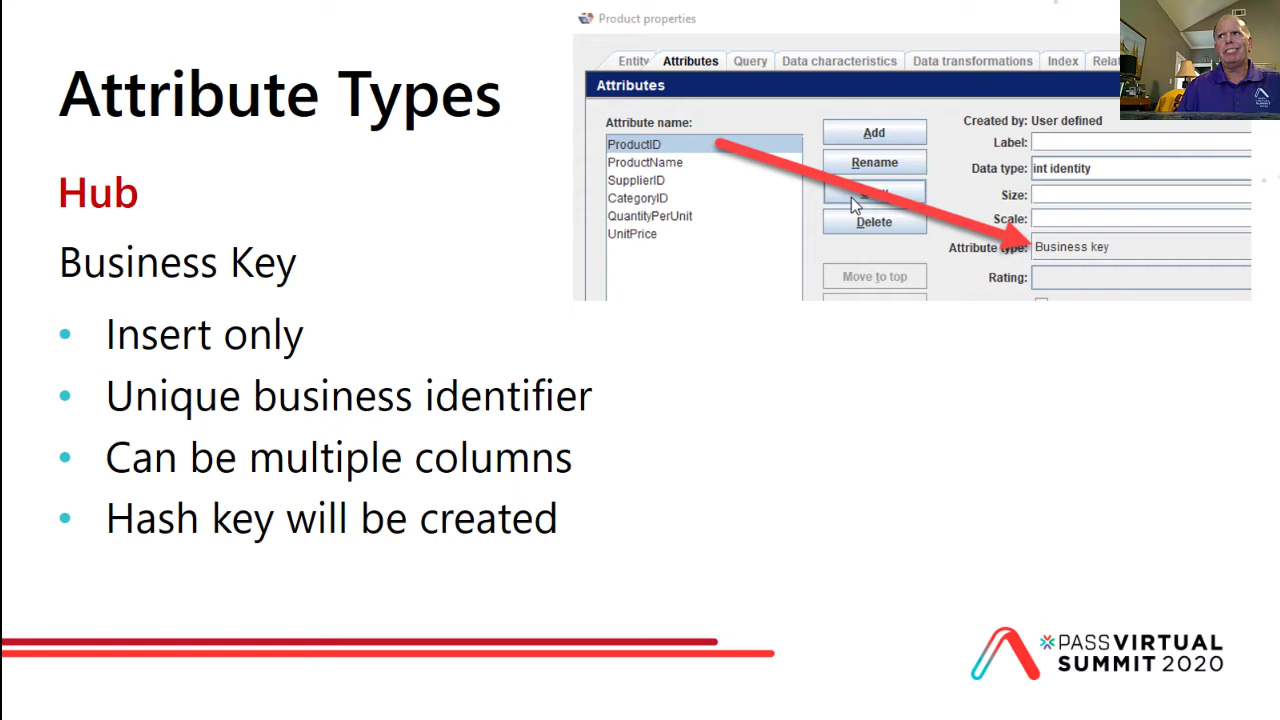 Product properties
Attribute Types
Entity Attributes Query Data characteristics Data transformations Index
Attributes
Hub
Attribute name:
ProductID
ProductName
SupplierID
CategoryID
QuantityPerUnit
UnitPrice
Add
Rename
Delete
Move to top
Created by: User defined
Label:
Data type: int identity
Size:
Scale:
Attribute type: Business key
Rating:
Business Key
• Insert only
• Unique business identifier
• Can be multiple columns
• Hash key will be created
PASS VIRTUAL
SUMMIT 2020